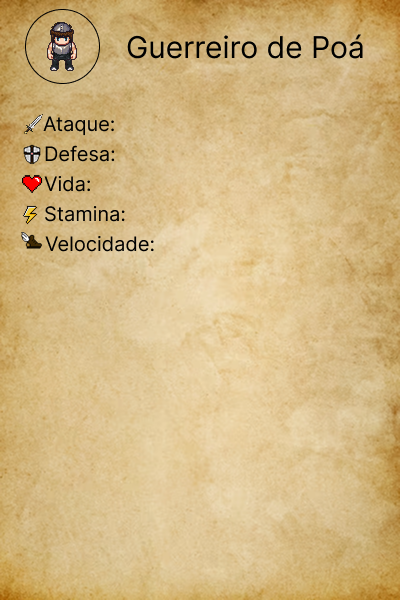 Guerreiro de Poá
Ataque:
Defesa:
Vida:
Stamina:
Velocidade: